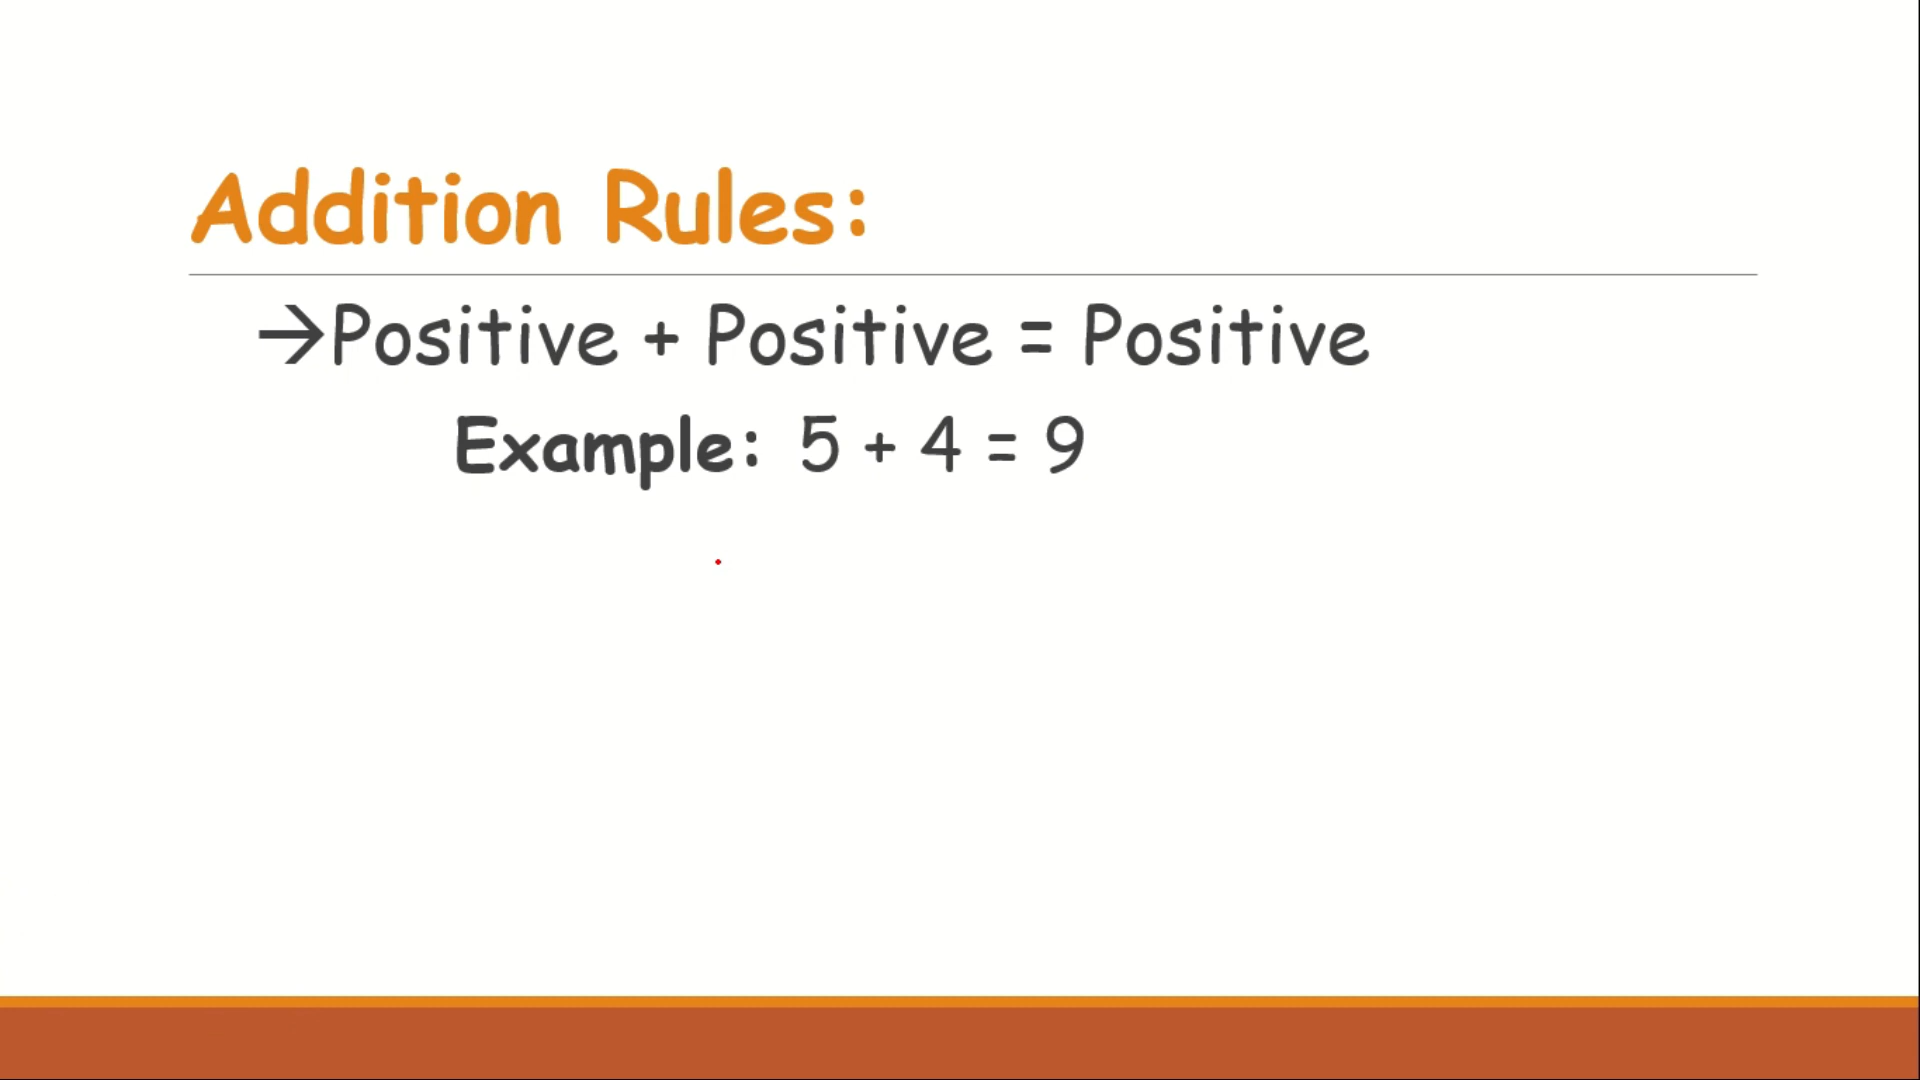 Addition Rules:
→Positive + Positive = Positive
Example: 5 + 4 = 9